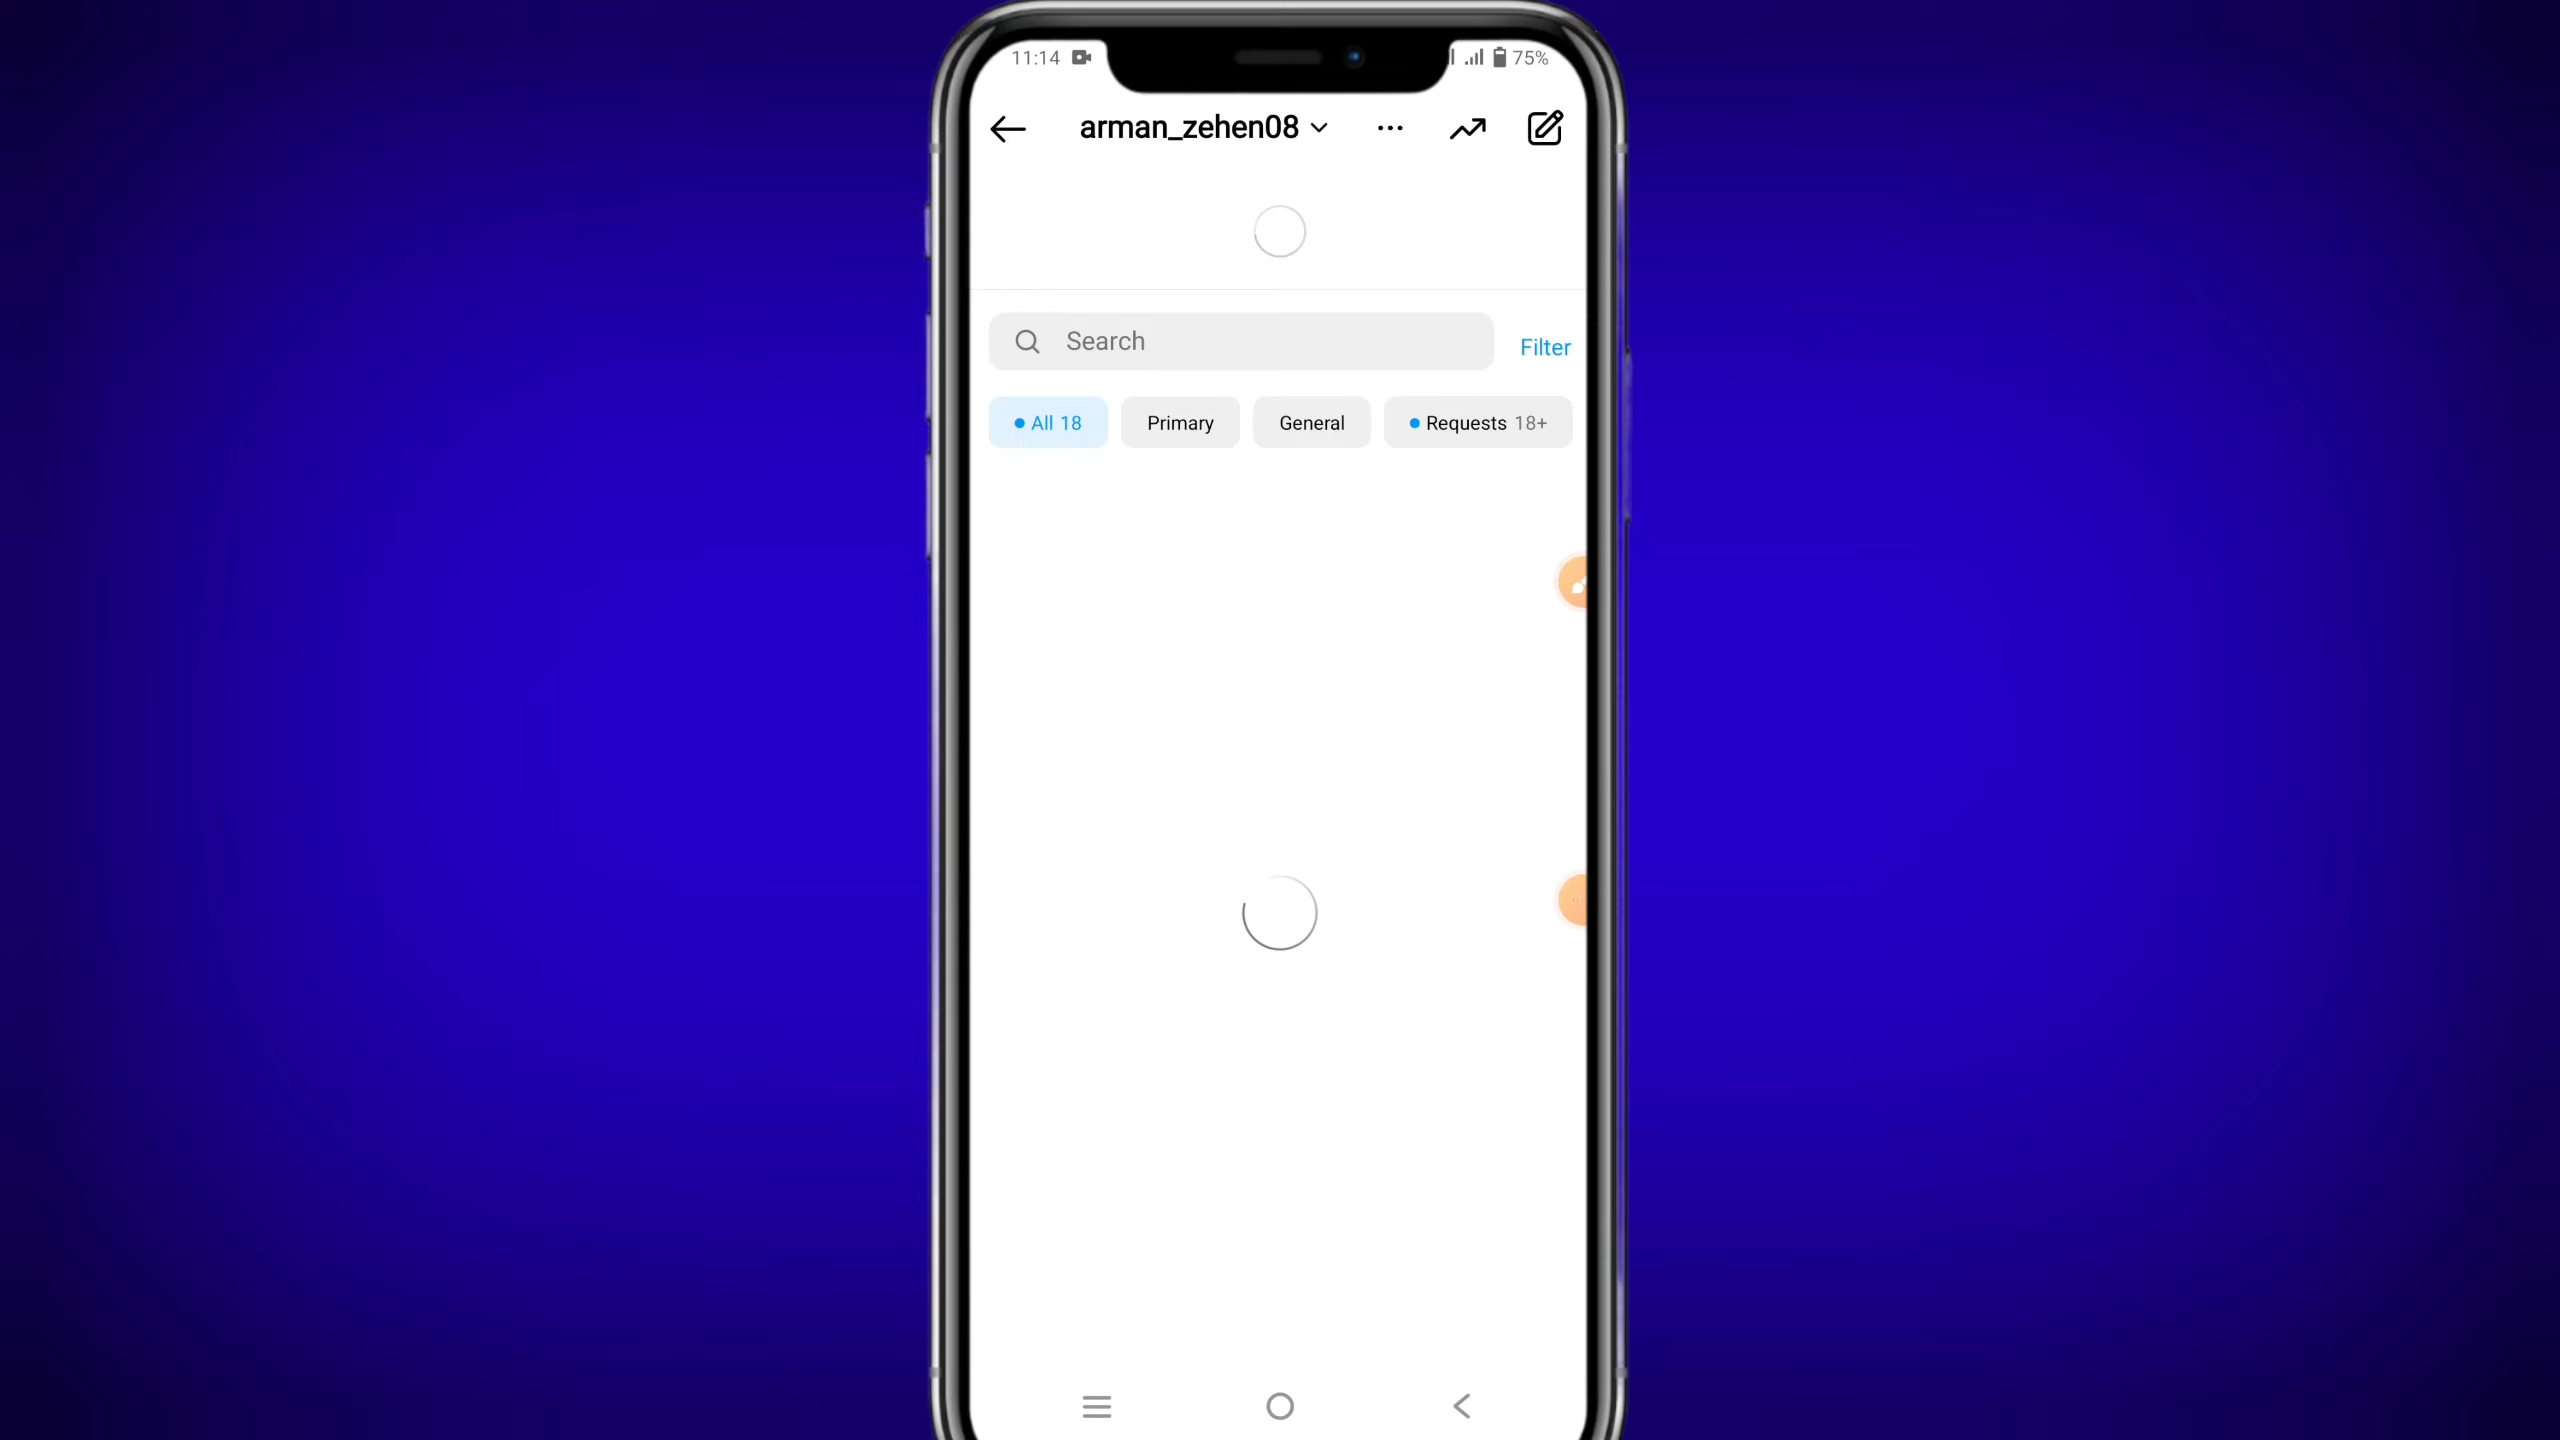 11:14 75%
arman_zehen08
Search
Filter
All 18 Primary General Requests 18+